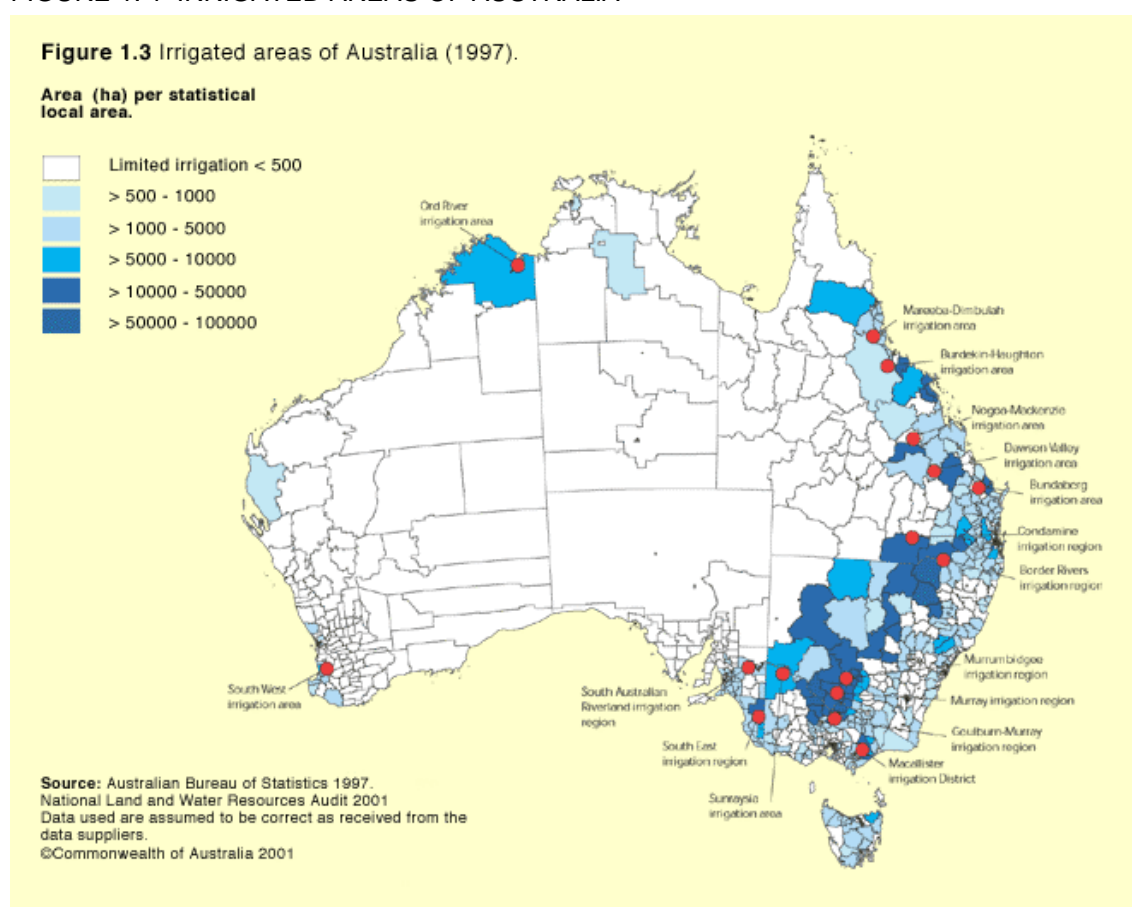 Figure 1.3 Irrigated areas of Australia (1997).
Area (ha) per statistical
local area.
Limited irrigation < 500
> 500 - 1000
> 1000 - 5000
> 5000 - 10000
> 10000 - 50000
> 50000 - 100000
Ord River
irrigation area
Mareeba-Dimbulah
irrigation area
Burdekin-Haughton
irrigation area
Nogoa-Mackenzie
irrigation area
Dawson Valley
irrigation area
Bundaberg
irrigation area
Condamine
irrigation region
Border Rivers
irrigation region
Murrumbidgee
irrigation region
Murray irrigation region
Goulburn-Murray
irrigation region
Macallister
irrigation District
South West
irrigation area
South Australian
Riverland irrigation
region
South East
irrigation region
Sunraysia
irrigation area
Source: Australian Bureau of Statistics 1997.
National Land and Water Resources Audit 2001
Data used are assumed to be correct as received from the
data suppliers.
©Commonwealth of Australia 2001